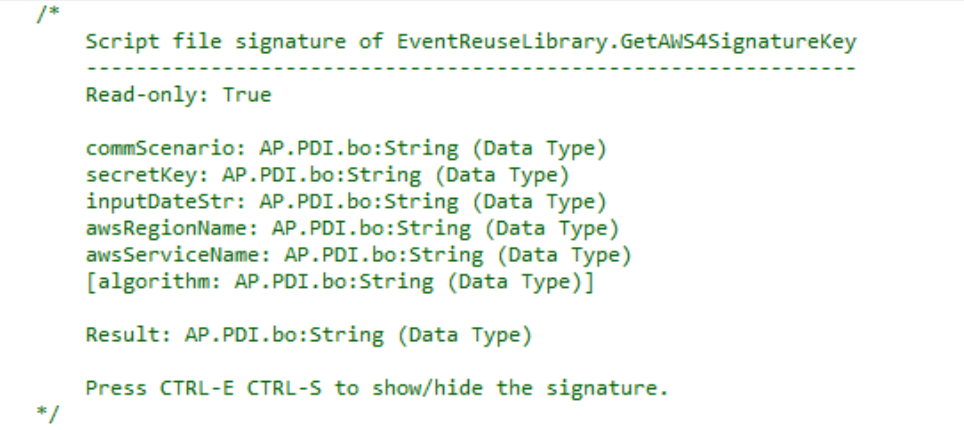 /*
Script file signature of EventReuseLibrary.GetAWS4SignatureKey
--------------------------------------------------------------
Read-only: True
commScenario: AP.PDI.bo:String (Data Type)
secretKey: AP.PDI.bo:String (Data Type)
inputDateStr: AP.PDI.bo:String (Data Type)
awsRegionName: AP.PDI.bo:String (Data Type)
awsServiceName: AP.PDI.bo:String (Data Type)
[algorithm: AP.PDI.bo:String (Data Type)]
Result: AP.PDI.bo:String (Data Type)
Press CTRL-E CTRL-S to show/hide the signature.
*/